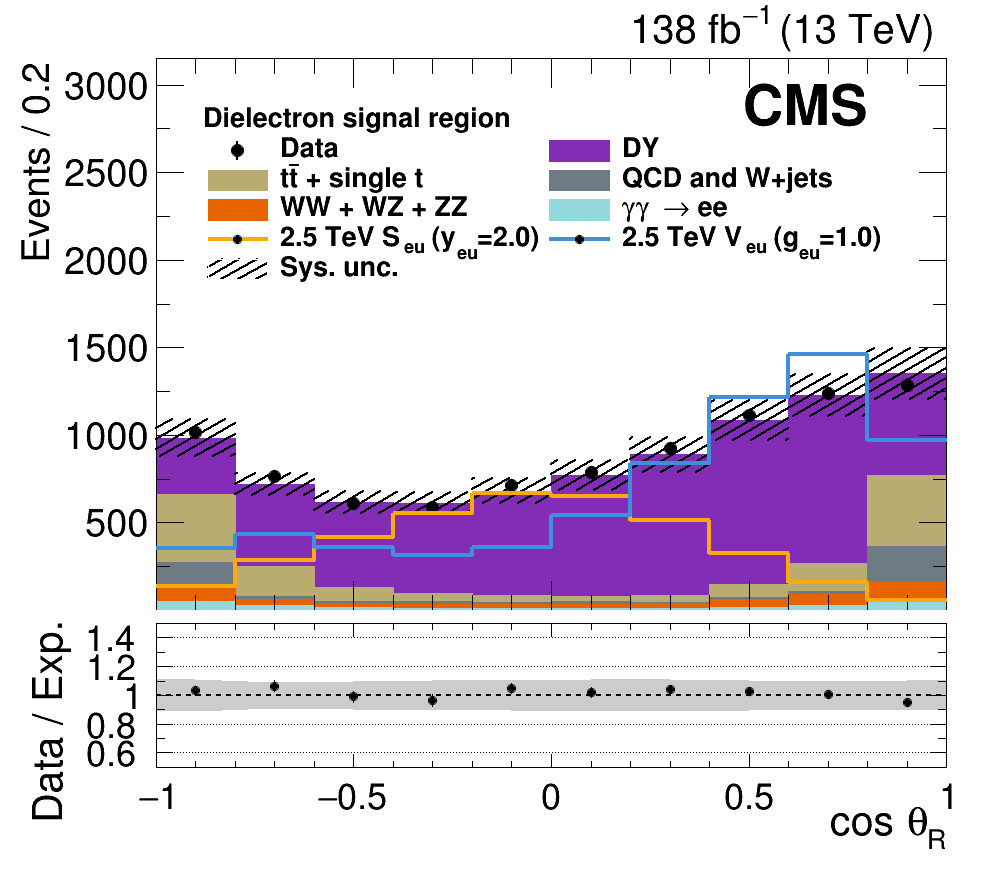 138 fb⁻¹ (13 TeV)
CMS
Events / 0.2
3000
2500
2000
1500
1000
500
Dielectron signal region
Data
DY
tt̄ + single t
QCD and W+jets
WW + WZ + ZZ
γγ → ee
2.5 TeV S_eu (y_eu=2.0)
2.5 TeV V_eu (g_eu=1.0)
Sys. unc.
Data / Exp.
1.4
1.2
1
0.8
0.6
−1 −0.5 0 0.5 1
cos θ_R